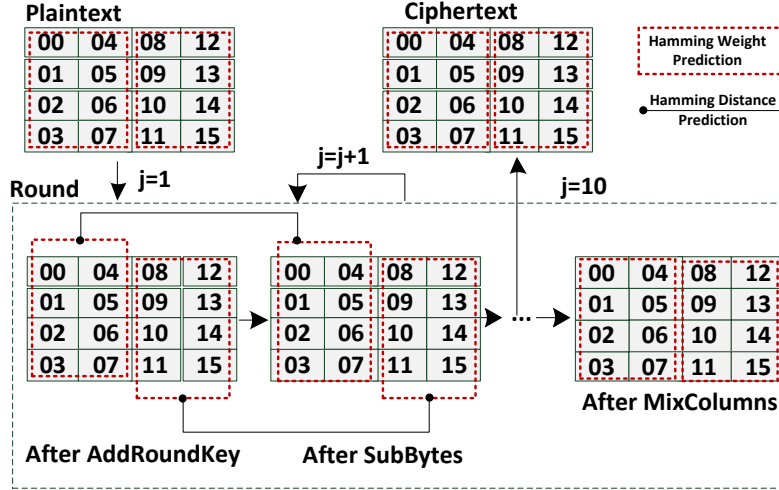 Plaintext
00 04 08 12
01 05 09 13
02 06 10 14
03 07 11 15
Ciphertext
00 04 08 12
01 05 09 13
02 06 10 14
03 07 11 15
Hamming Weight
Prediction
Hamming Distance
Prediction
j=1
j=j+1
j=10
Round
00 04 08 12
01 05 09 13
02 06 10 14
03 07 11 15
After AddRoundKey
00 04 08 12
01 05 09 13
02 06 10 14
03 07 11 15
After SubBytes
...
00 04 08 12
01 05 09 13
02 06 10 14
03 07 11 15
After MixColumns